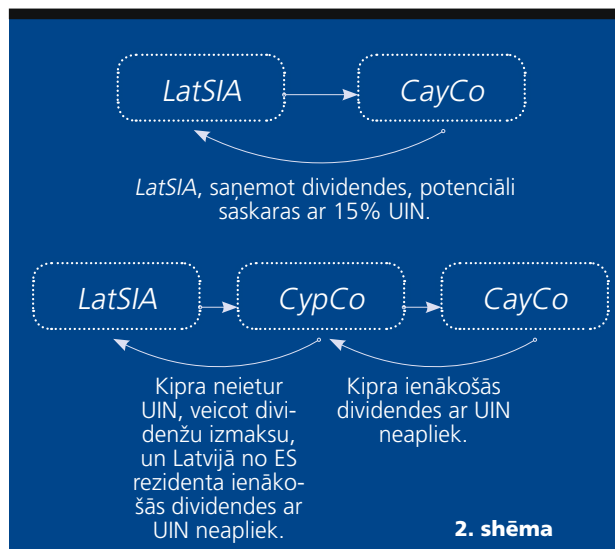 LatSIA
CayCo
LatSIA, saņemot dividendes, potenciāli
saskaras ar 15% UIN.
LatSIA
CypCo
CayCo
Kipra neietur
UIN, veicot divi-
denžu izmaksu,
un Latvijā no ES
rezidenta ienāko-
šās dividendes ar
UIN neapliek.
Kipra ienākošās
dividendes ar UIN
neapliek.
2. shēma